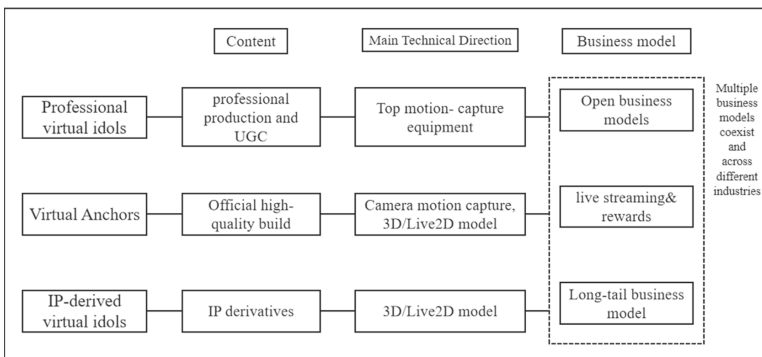 Content
Main Technical Direction
Business model
Professional
virtual idols
professional
production and
UGC
Top motion- capture
equipment
Open business
models
Multiple
business
models
coexist
and
across
different
industries
Virtual Anchors
Official high-
quality build
Camera motion capture,
3D/Live2D model
live streaming&
rewards
IP-derived
virtual idols
IP derivatives
3D/Live2D model
Long-tail business
model